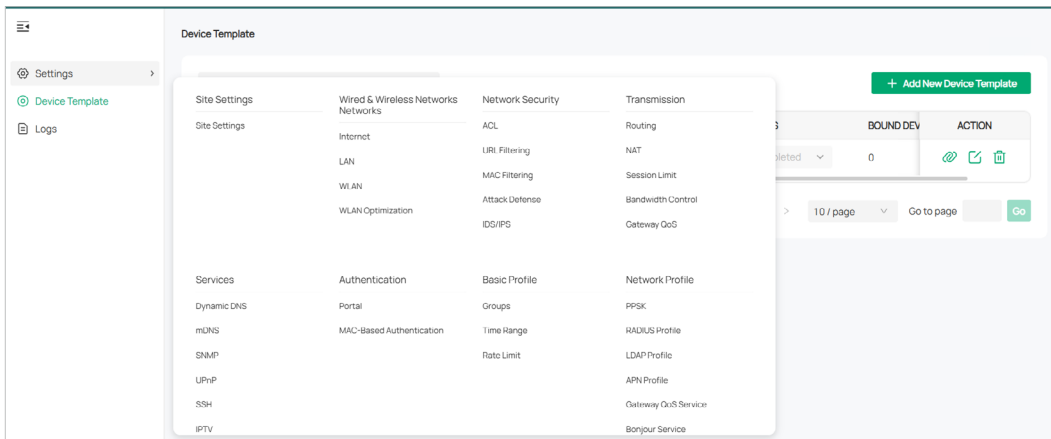 Device Template
Settings
Device Template
Logs
+ Add New Device Template
S
BOUND DEV
ACTION
pleted
0
10 / page
Go to page
Go
Site Settings
Site Settings
Wired & Wireless Networks
Networks
Internet
LAN
WLAN
WLAN Optimization
Network Security
ACL
URL Filtering
MAC Filtering
Attack Defense
IDS/IPS
Transmission
Routing
NAT
Session Limit
Bandwidth Control
Gateway QoS
Services
Dynamic DNS
mDNS
SNMP
UPnP
SSH
IPTV
Authentication
Portal
MAC-Based Authentication
Basic Profile
Groups
Time Range
Rate Limit
Network Profile
PPSK
RADIUS Profile
LDAP Profile
APN Profile
Gateway QoS Service
Bonjour Service